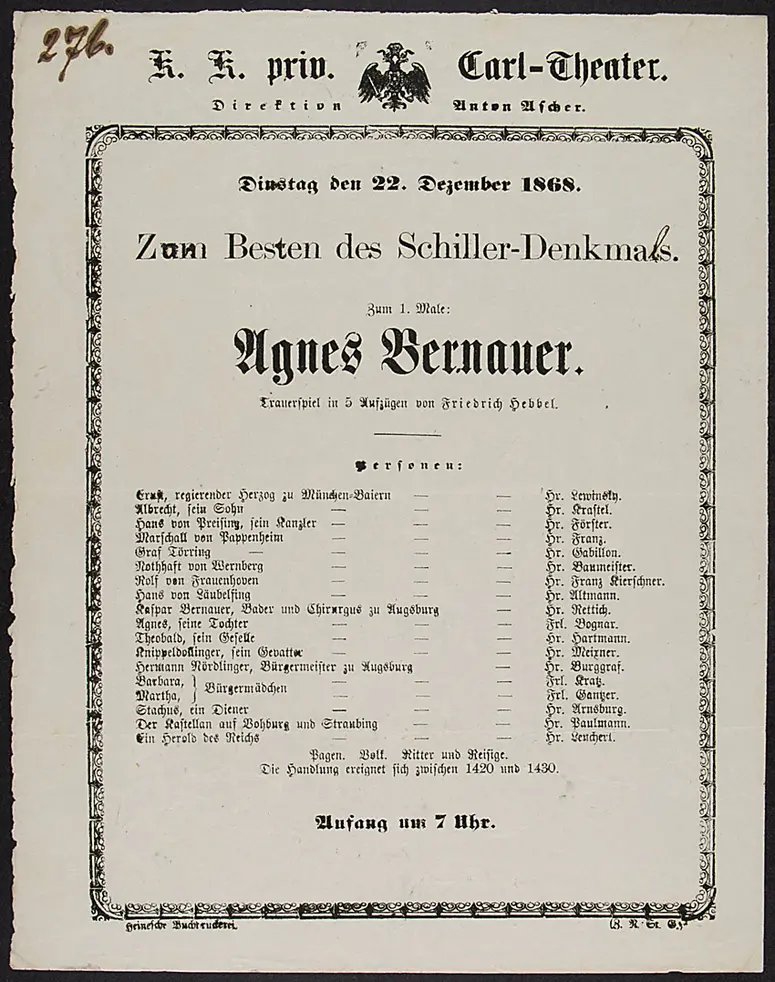 276.
K. K. priv. Carl-Theater.
Direktion Anton Ascher.
Dinstag den 22. Dezember 1868.
Zum Besten des Schiller-Denkmals.
Zum 1. Male:
Agnes Bernauer.
Trauerspiel in 5 Aufzügen von Friedrich Hebbel.
Personen:
Ernst, regierender Herzog zu München-Baiern — — Hr. Lewinsky.
Albrecht, sein Sohn — — — Hr. Krastel.
Hans von Preising, sein Kanzler — — — Hr. Förster.
Marschall von Pappenheim — — — Hr. Franz.
Graf Törring — — — — Hr. Gabillon.
Nothhaft von Wernberg — — — Hr. Baumeister.
Rolf von Frauenhoven — — — Hr. Franz Kierschner.
Hans von Läubelfing — — — Hr. Altmann.
Kaspar Bernauer, Bader und Chirurgus zu Augsburg — Hr. Rettich.
Agnes, seine Tochter — — — Frl. Bognar.
Theobald, sein Geselle — — — Hr. Hartmann.
Knippeldollinger, sein Gevatter — — — Hr. Meixner.
Hermann Nördlinger, Bürgermeister zu Augsburg — Hr. Burggraf.
Barbara, } Bürgermädchen — — — Frl. Kratz.
Martha, — — — Frl. Ganzer.
Stachus, ein Diener — — — Hr. Arnsburg.
Der Kastellan auf Vohburg und Straubing — — Hr. Paulmann.
Ein Herold des Reichs — — — Hr. Leuchert.
Pagen. Volk. Ritter und Reisige.
Die Handlung ereignet sich zwischen 1420 und 1430.
Anfang um 7 Uhr.
Heinesche Buchdruckerei.